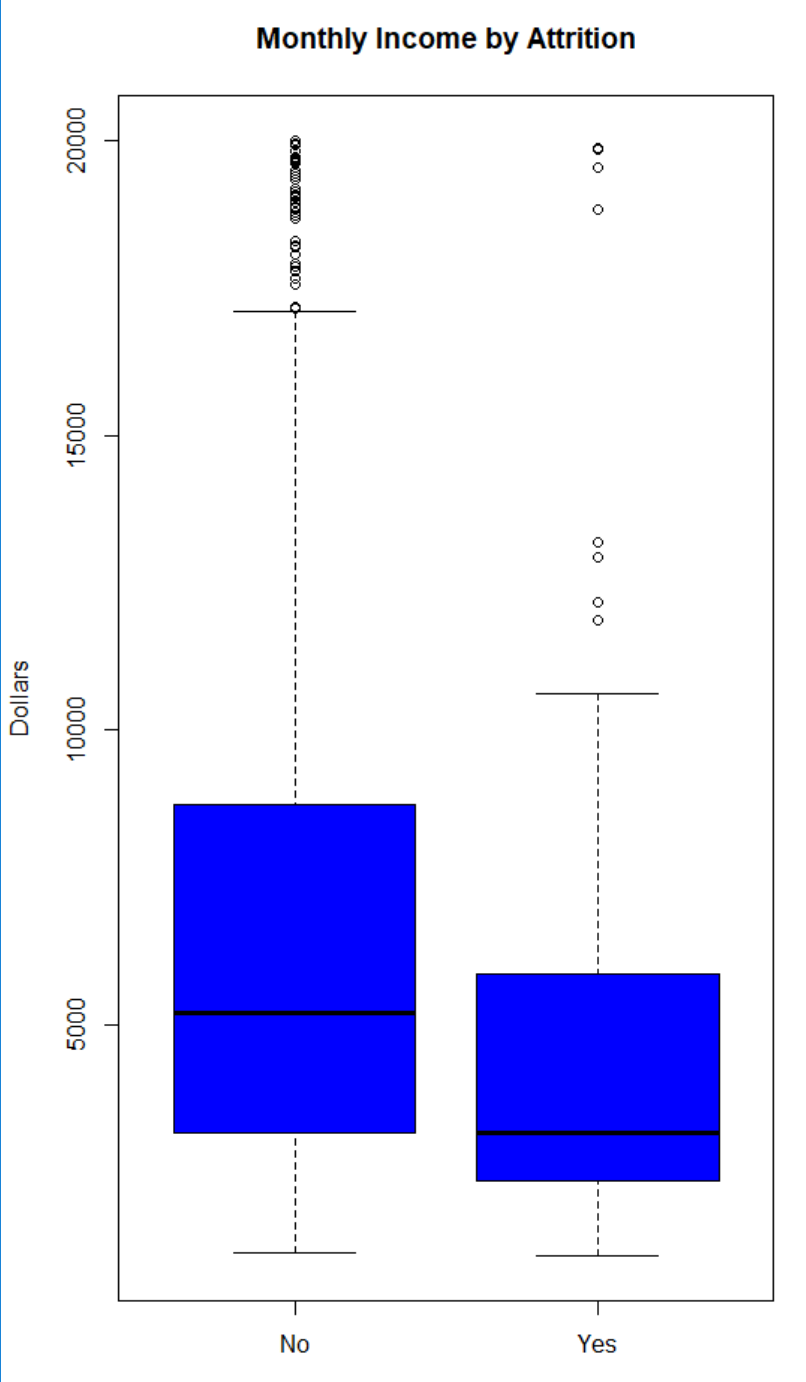 Monthly Income by Attrition
Dollars
20000
15000
10000
5000
No
Yes